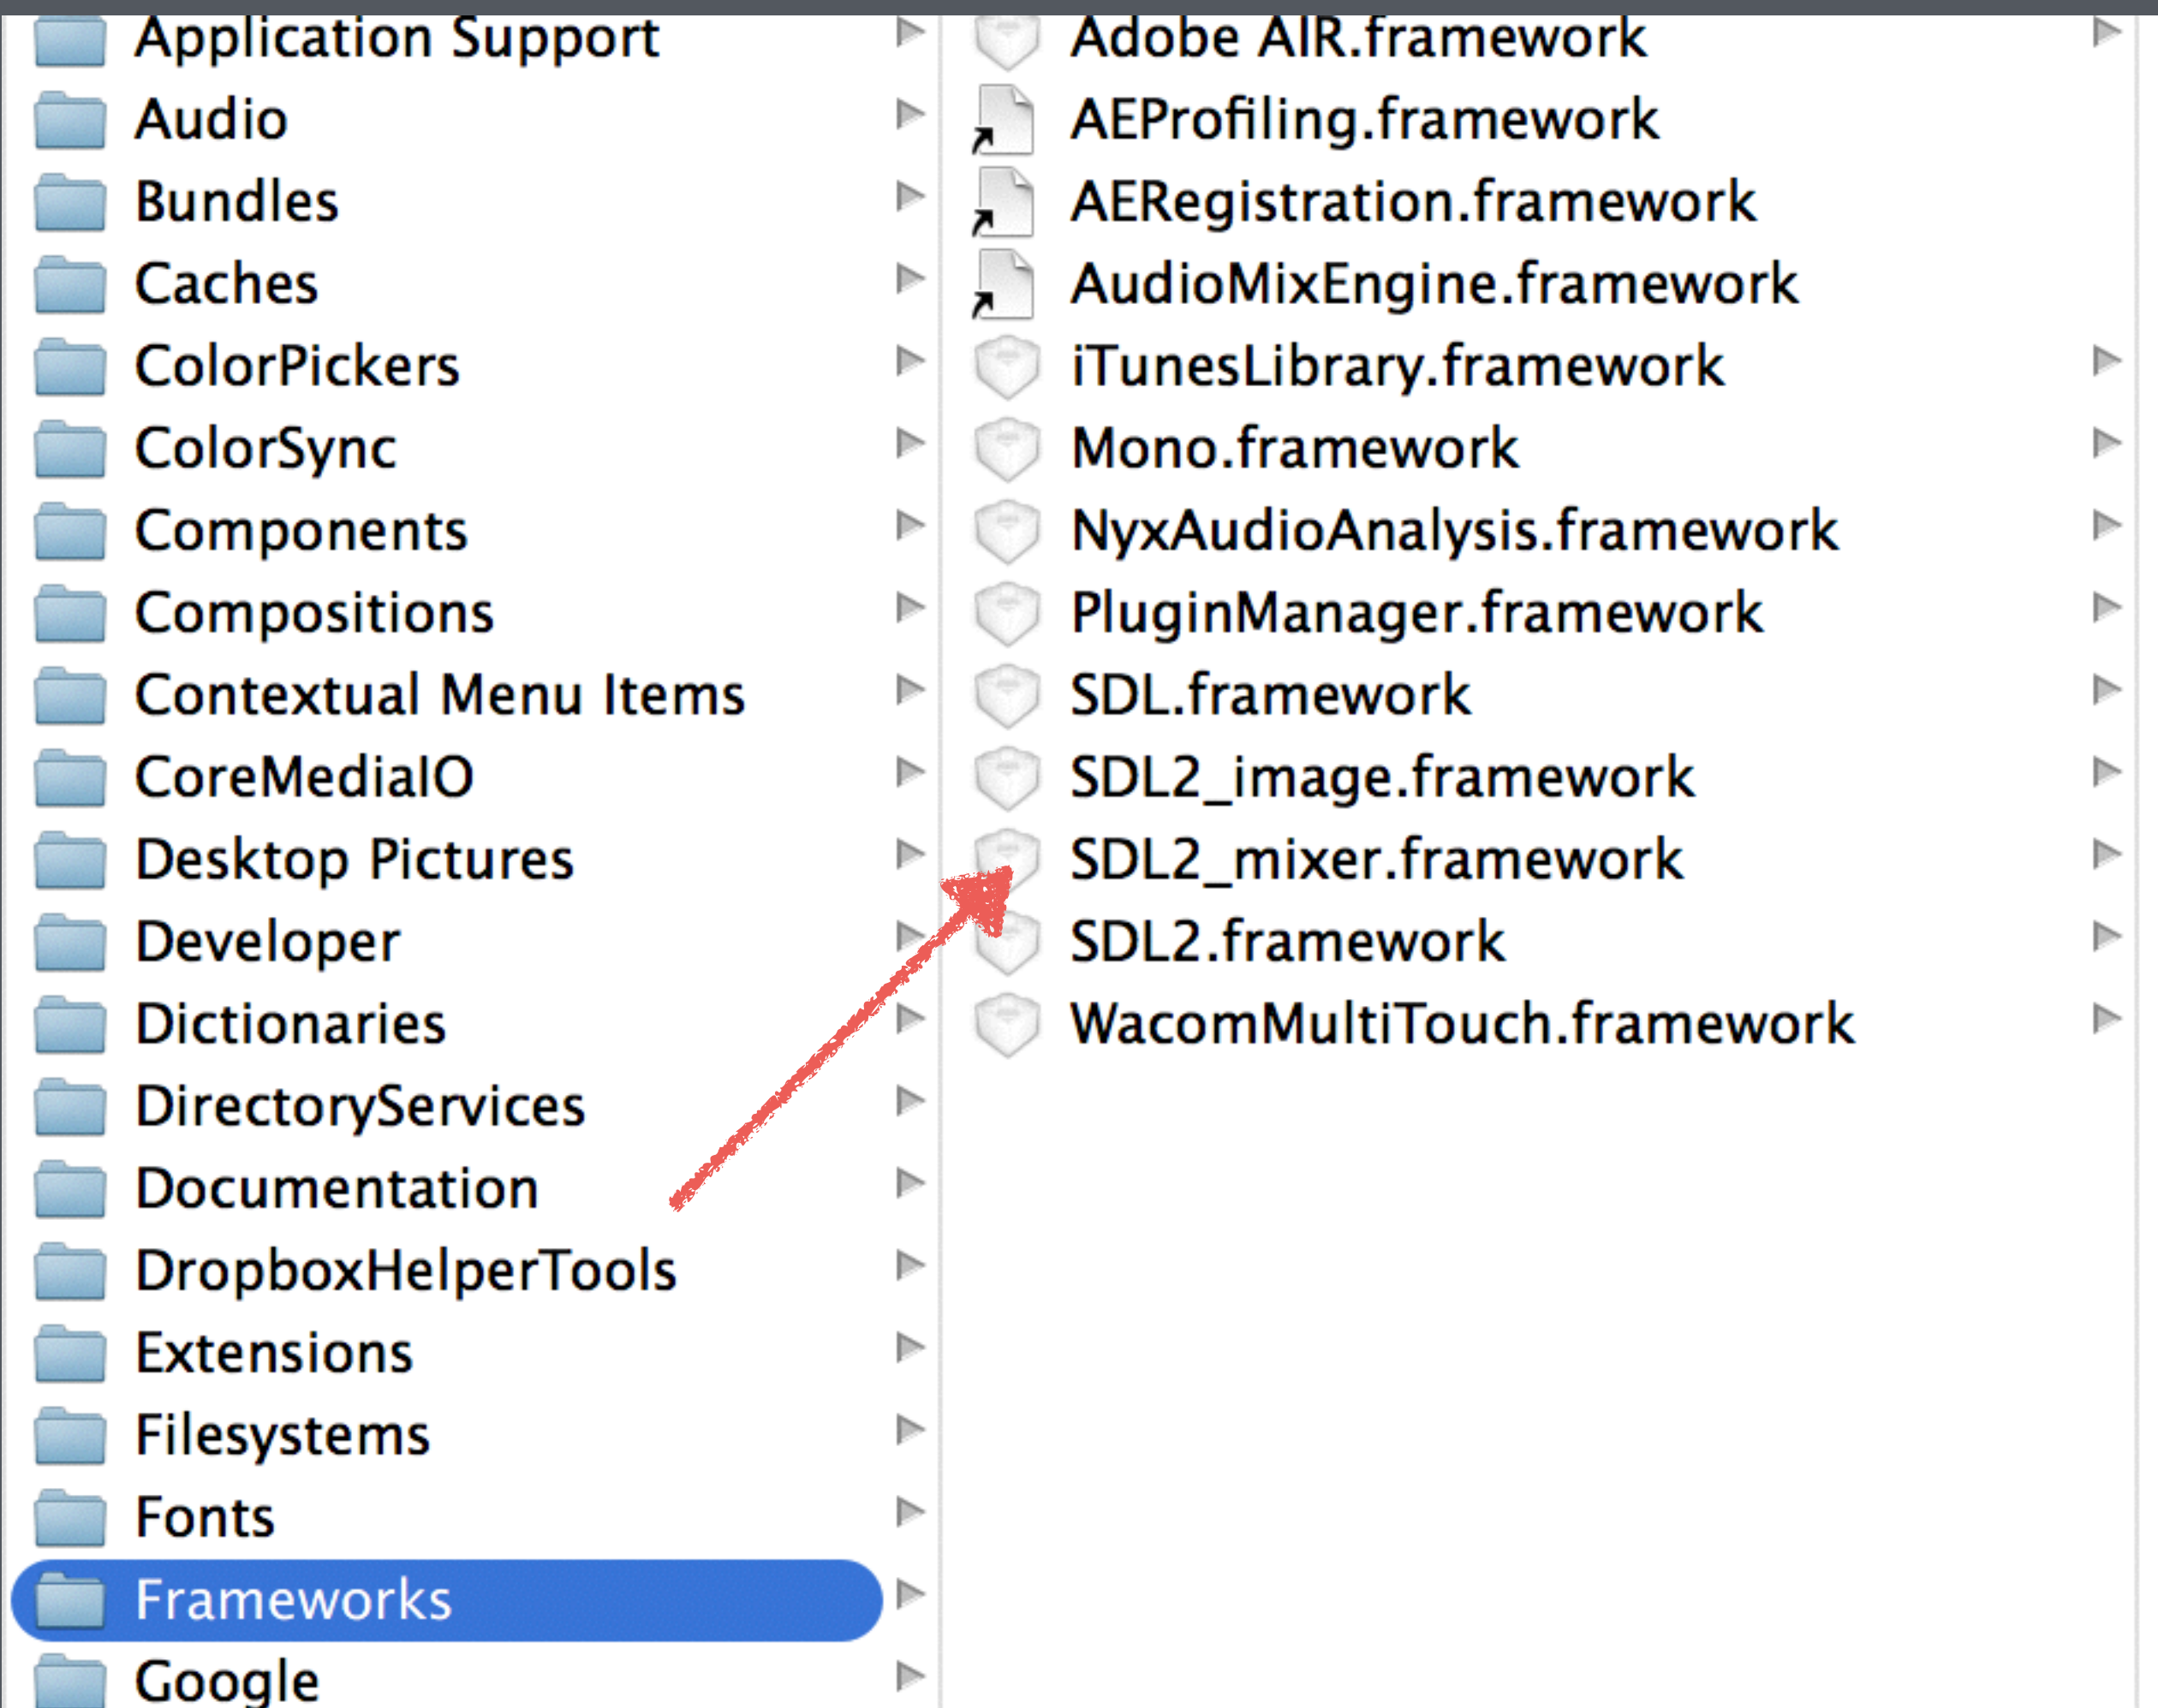 Application Support
Audio
Bundles
Caches
ColorPickers
ColorSync
Components
Compositions
Contextual Menu Items
CoreMediaIO
Desktop Pictures
Developer
Dictionaries
DirectoryServices
Documentation
DropboxHelperTools
Extensions
Filesystems
Fonts
Frameworks
Google
Adobe AIR.framework
AEProfiling.framework
AERegistration.framework
AudioMixEngine.framework
iTunesLibrary.framework
Mono.framework
NyxAudioAnalysis.framework
PluginManager.framework
SDL.framework
SDL2_image.framework
SDL2_mixer.framework
SDL2.framework
WacomMultiTouch.framework